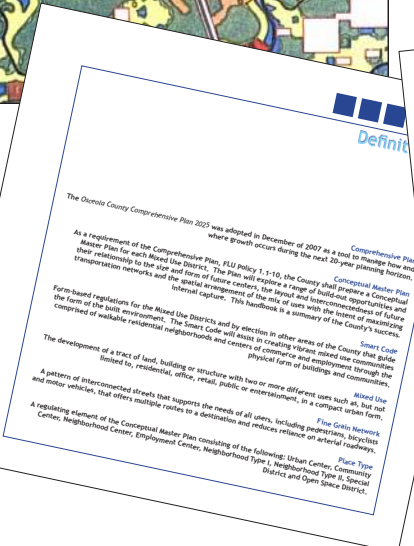 Definit
Comprehensive Plan
The Osceola County Comprehensive Plan 2025 was adopted in December of 2007 as a tool to manage how and
where growth occurs during the next 20-year planning horizon.
Conceptual Master Plan
As a requirement of the Comprehensive Plan, FLU Policy 1.1-10, the County shall prepare a Conceptual
Master Plan for each Mixed Use District. The Plan will explore a range of build-out opportunities and
their relationship to the size and form of future centers, the layout and interconnectedness of future
transportation networks and the spatial arrangement of the mix of uses with the intent of maximizing
internal capture. This handbook is a summary of the County's success.
Smart Code
Form-based regulations for the Mixed Use Districts and by election in other areas of the County that guide
the form of the built environment. The Smart Code will assist in creating vibrant mixed use communities
comprised of walkable residential neighborhoods and centers of commerce and employment through the
physical form of buildings and communities.
Mixed Use
The development of a tract of land, building or structure with two or more different uses such as, but not
limited to, residential, office, retail, public or entertainment, in a compact urban form.
Fine Grain Network
A pattern of interconnected streets that supports the needs of all users, including pedestrians, bicyclists
and motor vehicles, that offers multiple routes to a destination and reduces reliance on arterial roadways.
Place Type
A regulating element of the Conceptual Master Plan consisting of the following: Urban Center, Community
Center, Neighborhood Center, Employment Center, Neighborhood Type I, Neighborhood Type II, Special
District and Open Space District.